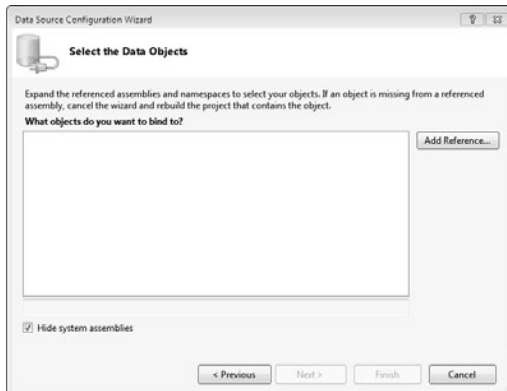 Data Source Configuration Wizard
Select the Data Objects
Expand the referenced assemblies and namespaces to select your objects. If an object is missing from a referenced
assembly, cancel the wizard and rebuild the project that contains the object.
What objects do you want to bind to?
Add Reference...
Hide system assemblies
< Previous
Next >
Finish
Cancel